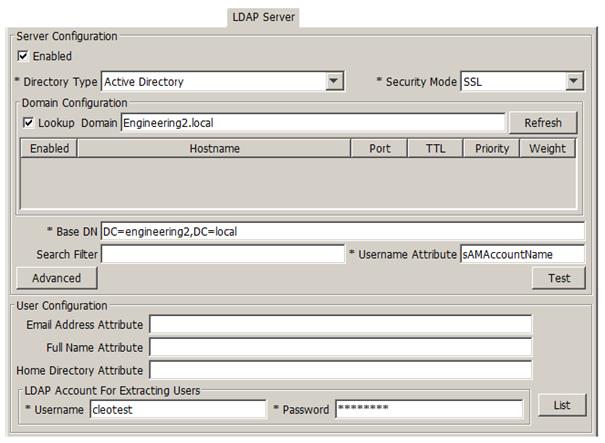 LDAP Server
Server Configuration
Enabled
* Directory Type Active Directory * Security Mode SSL
Domain Configuration
Lookup Domain Engineering2.local Refresh
Enabled Hostname Port TTL Priority Weight
* Base DN DC=engineering2,DC=local
Search Filter * Username Attribute sAMAccountName
Advanced Test
User Configuration
Email Address Attribute
Full Name Attribute
Home Directory Attribute
LDAP Account For Extracting Users
* Username cleotest * Password ******** List